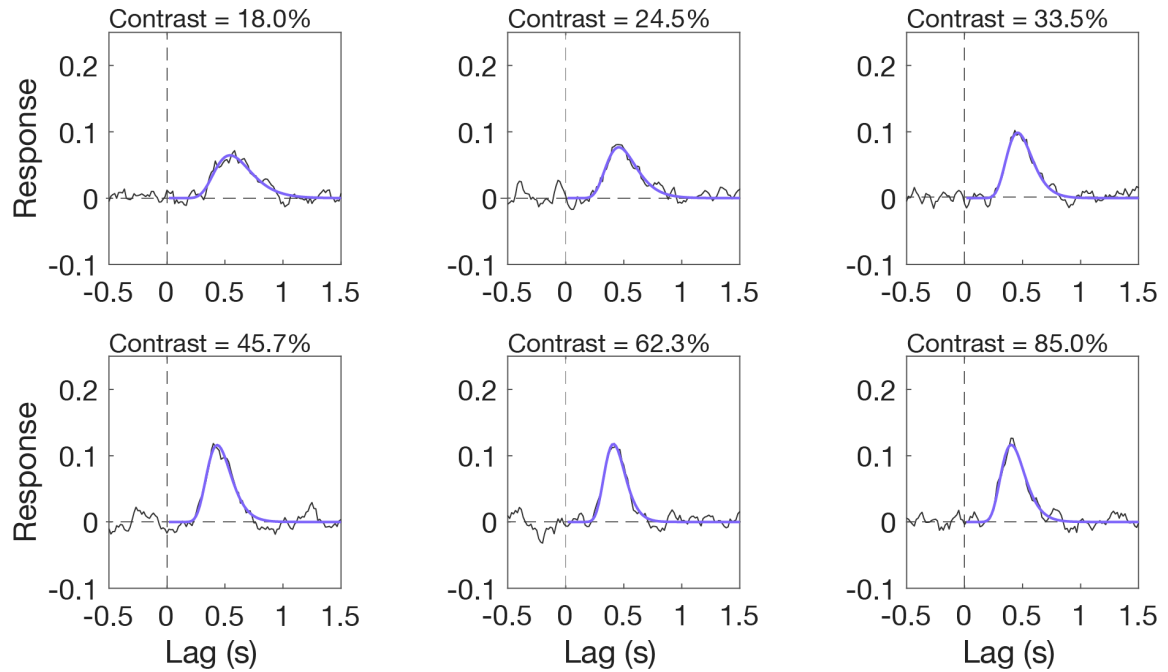 Contrast = 18.0% Contrast = 24.5% Contrast = 33.5%
Response
0.2 0.2 0.2
0.1 0.1 0.1
0 0 0
-0.1 -0.1 -0.1
-0.5 0 0.5 1 1.5 -0.5 0 0.5 1 1.5 -0.5 0 0.5 1 1.5
Contrast = 45.7% Contrast = 62.3% Contrast = 85.0%
Response
0.2 0.2 0.2
0.1 0.1 0.1
0 0 0
-0.1 -0.1 -0.1
-0.5 0 0.5 1 1.5 -0.5 0 0.5 1 1.5 -0.5 0 0.5 1 1.5
Lag (s) Lag (s) Lag (s)